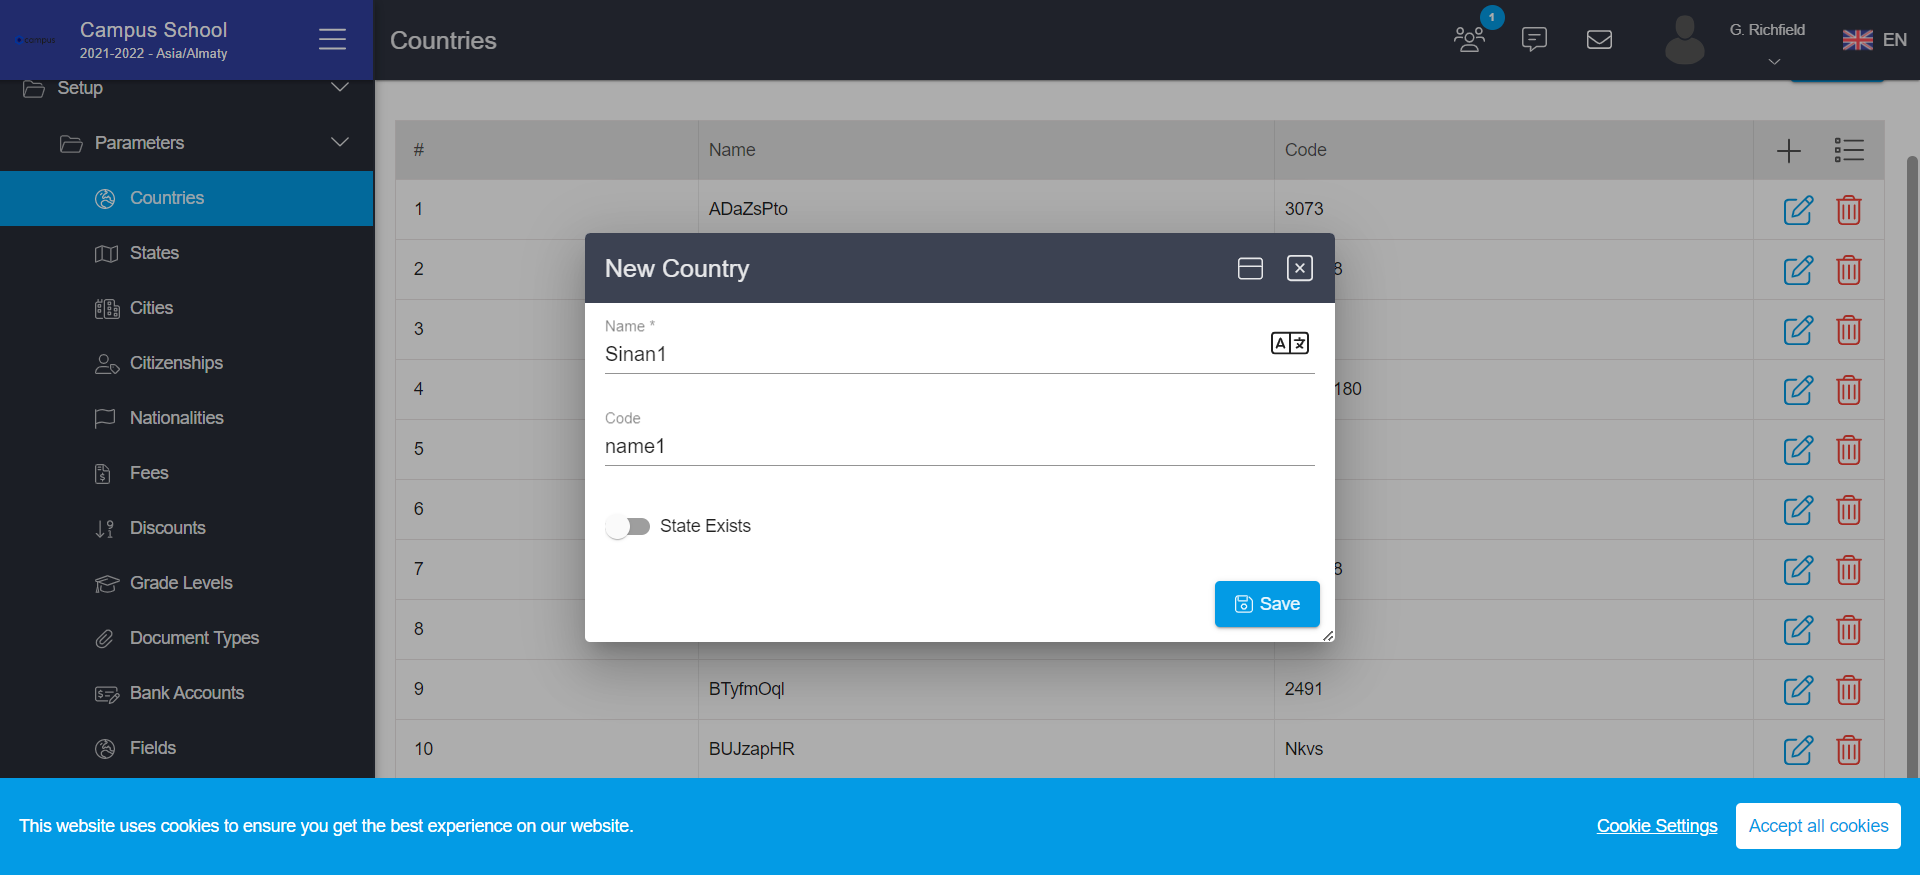 campus
Campus School
2021-2022 - Asia/Almaty
Countries
1
G. Richfield
EN
Setup
Parameters
Countries
States
Cities
Citizenships
Nationalities
Fees
Discounts
Grade Levels
Document Types
Bank Accounts
Fields
# Name Code
1 ADaZsPto 3073
2 8
3
4 180
5
6
7 8
8
9 BTyfmOql 2491
10 BUJzapHR Nkvs
New Country
Name *
Sinan1
Code
name1
State Exists
Save
This website uses cookies to ensure you get the best experience on our website.
Cookie Settings
Accept all cookies